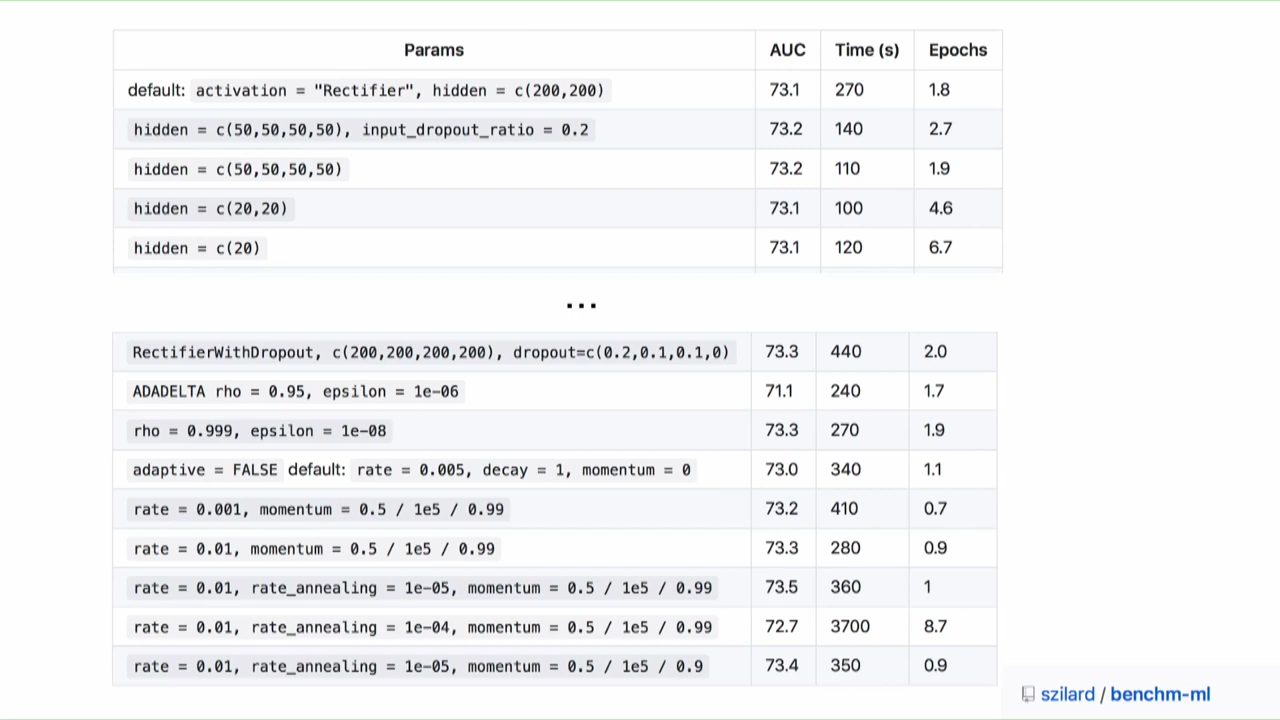 Params AUC Time (s) Epochs
default: activation = "Rectifier", hidden = c(200,200) 73.1 270 1.8
hidden = c(50,50,50,50), input_dropout_ratio = 0.2 73.2 140 2.7
hidden = c(50,50,50,50) 73.2 110 1.9
hidden = c(20,20) 73.1 100 4.6
hidden = c(20) 73.1 120 6.7
...
RectifierWithDropout, c(200,200,200,200), dropout=c(0.2,0.1,0.1,0) 73.3 440 2.0
ADADELTA rho = 0.95, epsilon = 1e-06 71.1 240 1.7
rho = 0.999, epsilon = 1e-08 73.3 270 1.9
adaptive = FALSE default: rate = 0.005, decay = 1, momentum = 0 73.0 340 1.1
rate = 0.001, momentum = 0.5 / 1e5 / 0.99 73.2 410 0.7
rate = 0.01, momentum = 0.5 / 1e5 / 0.99 73.3 280 0.9
rate = 0.01, rate_annealing = 1e-05, momentum = 0.5 / 1e5 / 0.99 73.5 360 1
rate = 0.01, rate_annealing = 1e-04, momentum = 0.5 / 1e5 / 0.99 72.7 3700 8.7
rate = 0.01, rate_annealing = 1e-05, momentum = 0.5 / 1e5 / 0.9 73.4 350 0.9
szilard / benchm-ml